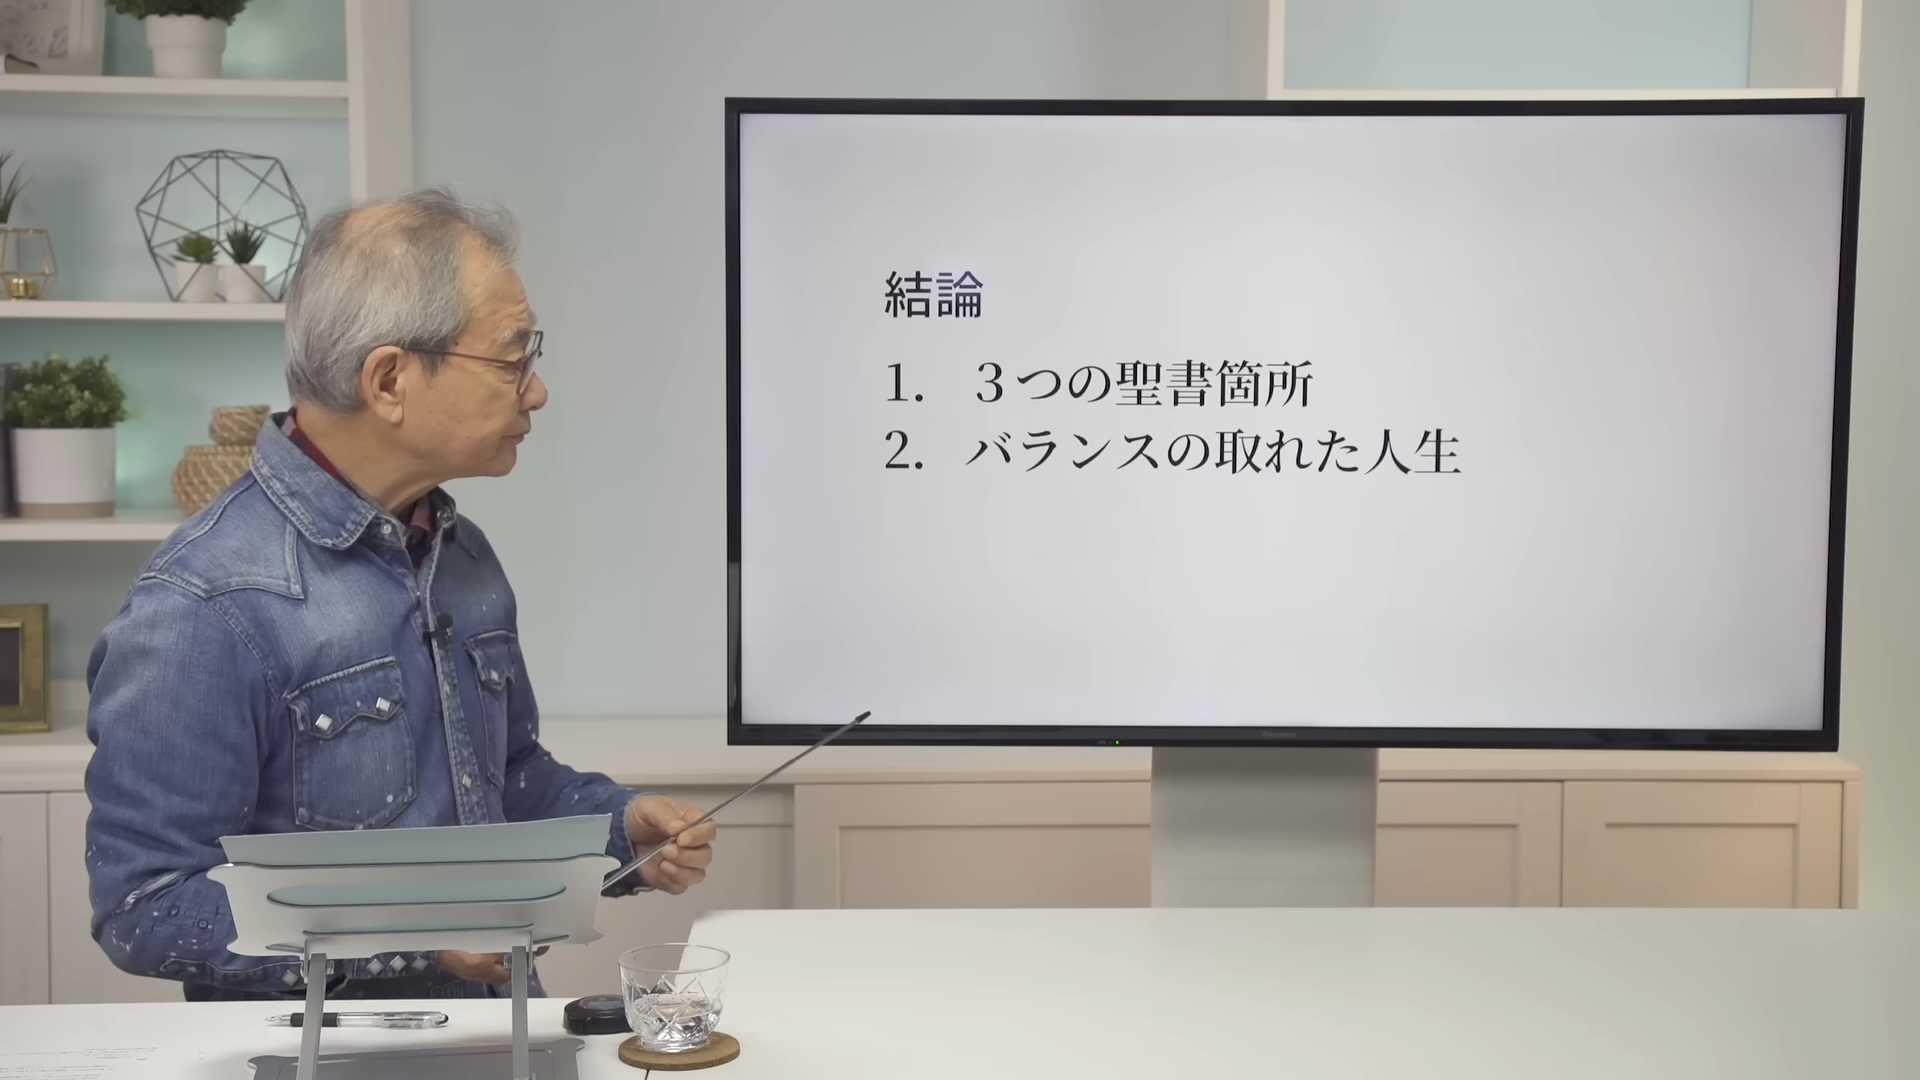 結論
1. 3つの聖書箇所
2. バランスの取れた人生